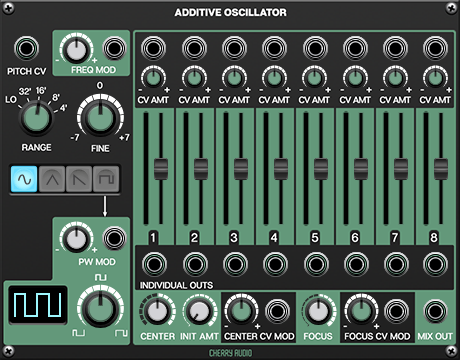 ADDITIVE OSCILLATOR
PITCH CV
FREQ MOD
- +
CV AMT CV AMT CV AMT CV AMT CV AMT CV AMT CV AMT CV AMT
- + - + - + - + - + - + - + - +
LO 32' 16' 8' 4'
RANGE
0
-7 +7
FINE
1 2 3 4 5 6 7 8
- +
PW MOD
INDIVIDUAL OUTS
CENTER
INIT AMT
- +
CENTER CV MOD
FOCUS
- +
FOCUS CV MOD
MIX OUT
CHERRY AUDIO